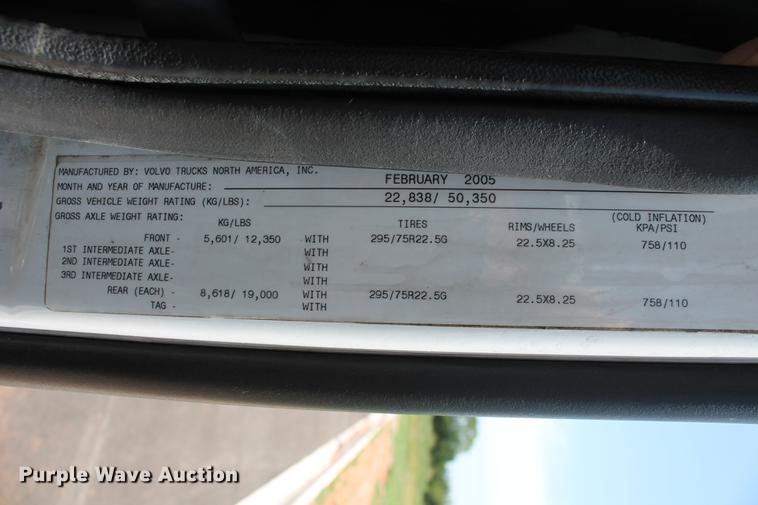 MANUFACTURED BY: VOLVO TRUCKS NORTH AMERICA, INC.
MONTH AND YEAR OF MANUFACTURE: FEBRUARY 2005
GROSS VEHICLE WEIGHT RATING (KG/LBS): 22,838/ 50,350
GROSS AXLE WEIGHT RATING: KG/LBS TIRES RIMS/WHEELS (COLD INFLATION) KPA/PSI
FRONT - 5,601/ 12,350 WITH 295/75R22.5G 22.5X8.25 758/110
1ST INTERMEDIATE AXLE- WITH
2ND INTERMEDIATE AXLE- WITH
3RD INTERMEDIATE AXLE- WITH
REAR (EACH) - 8,618/ 19,000 WITH 295/75R22.5G 22.5X8.25 758/110
TAG - WITH
Purple Wave Auction